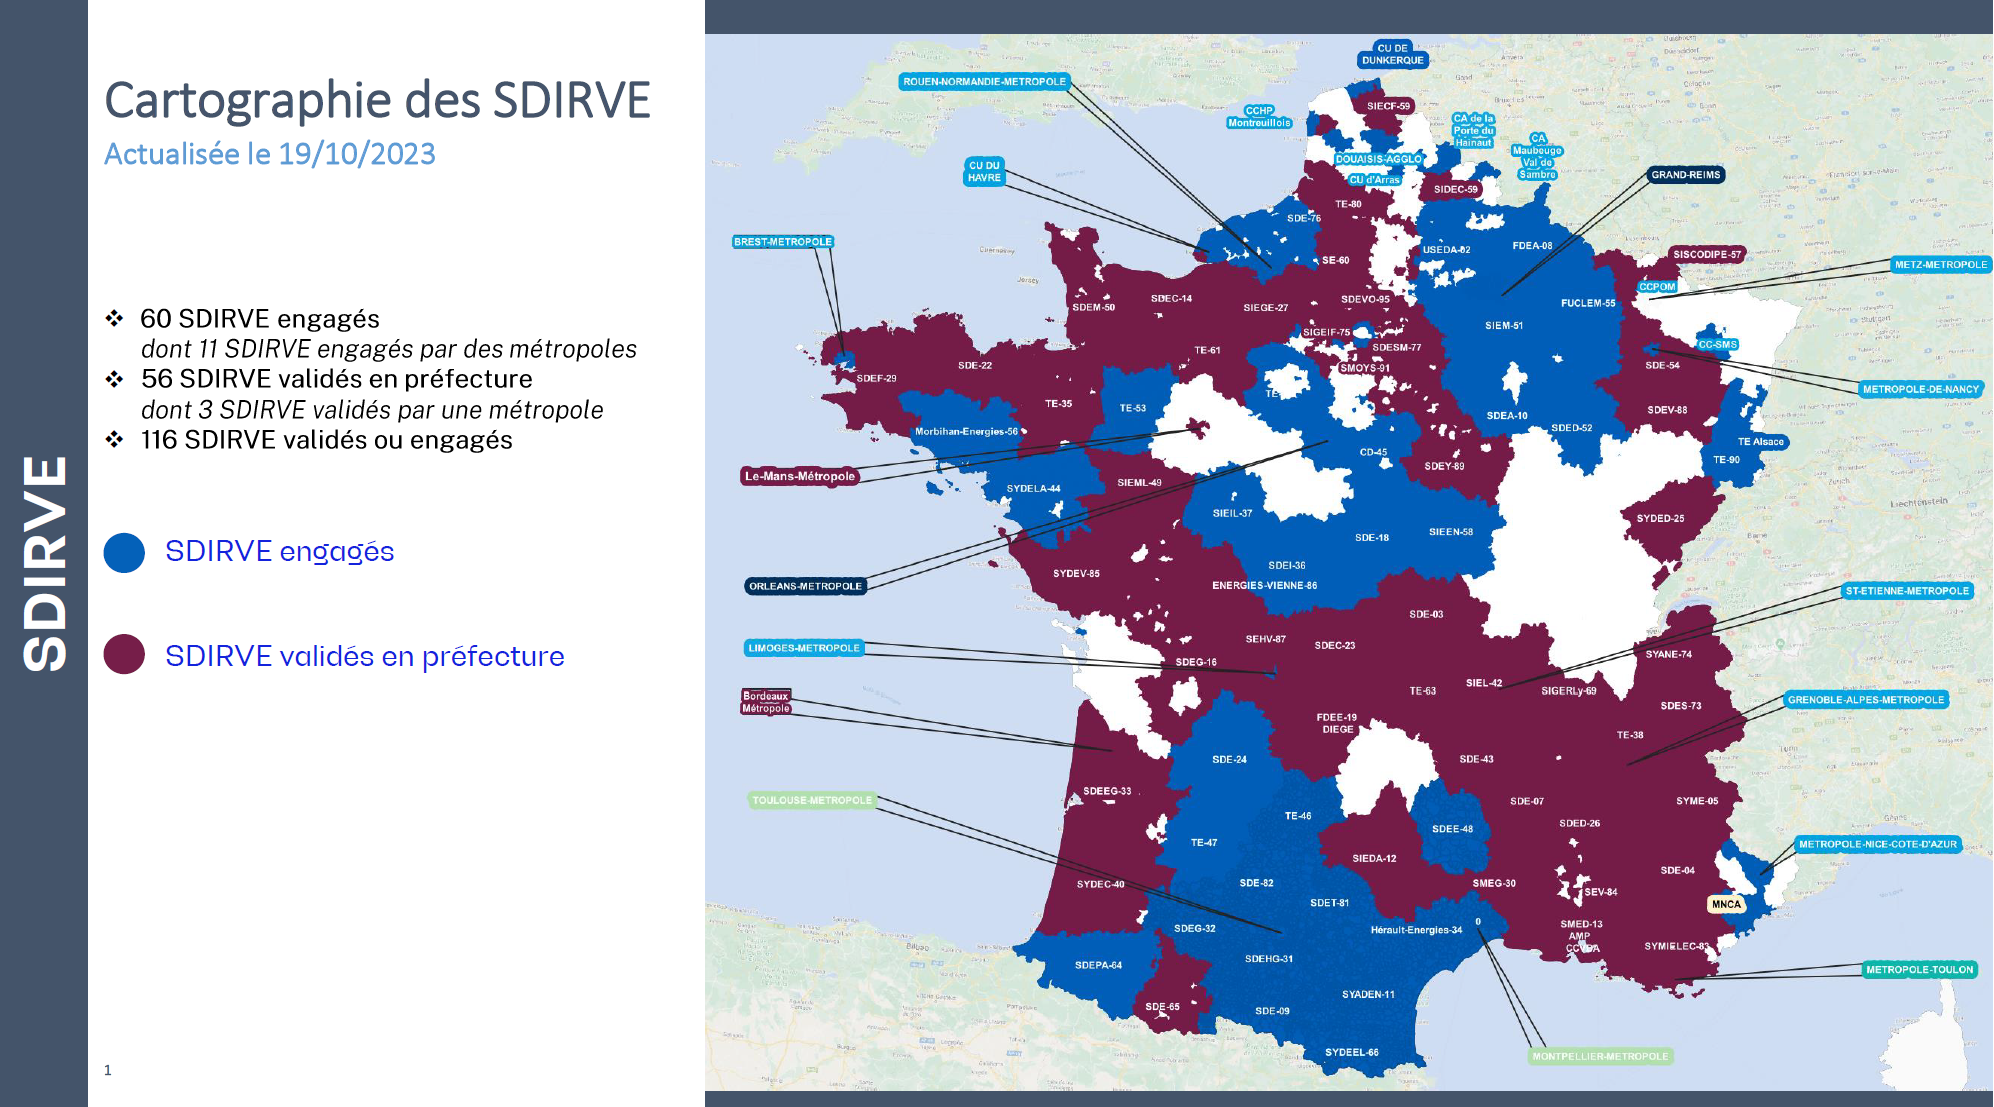 SDIRVE
Cartographie des SDIRVE
Actualisée le 19/10/2023
❖ 60 SDIRVE engagés
dont 11 SDIRVE engagés par des métropoles
❖ 56 SDIRVE validés en préfecture
dont 3 SDIRVE validés par une métropole
❖ 116 SDIRVE validés ou engagés
SDIRVE engagés
SDIRVE validés en préfecture
1
CU DE
DUNKERQUE
ROUEN-NORMANDIE-METROPOLE
SIECF-59
CCHP
Montreuillois
CA de la
Porte du
Hainaut
CA
Maubeuge
Val de
Sambre
DOUAISIS-AGGLO
CU d'Arras
CU DU
HAVRE
GRAND-REIMS
SIDEC-59
TE-80
SDE-76
BREST-METROPOLE
USEDA-02
FDEA-08
SISCODIPE-57
SE-60
METZ-METROPOLE
CCPOM
SDEC-14
SDEVO-95
FUCLEM-55
SDEM-50
SIEGE-27
SIEM-51
SIGEIF-75
CC-SMS
SDESM-77
TE-61
SDE-22
SMOYS-91
SDE-54
SDEF-29
METROPOLE-DE-NANCY
TE
TE-35
TE-53
SDEV-88
SDEA-10
SDED-52
Morbihan-Energies-56
TE Alsace
CD-45
TE-90
SDEY-89
Le-Mans-Métropole
SIEML-49
SYDELA-44
SIEIL-37
SYDED-25
SIEEN-58
SDE-18
SDEI-36
SYDEV-85
ENERGIES-VIENNE-86
ORLEANS-METROPOLE
ST-ETIENNE-METROPOLE
SDE-03
SEHV-87
SDEC-23
LIMOGES-METROPOLE
SYANE-74
SDEG-16
SIEL-42
TE-63
SIGERLy-69
Bordeaux
Métropole
GRENOBLE-ALPES-METROPOLE
SDES-73
FDEE-19
DIEGE
TE-38
SDE-24
SDE-43
SDEEG-33
TOULOUSE-METROPOLE
SDE-07
SYME-05
TE-46
SDED-26
SDEE-48
TE-47
METROPOLE-NICE-COTE-D'AZUR
SIEDA-12
SDE-04
SYDEC-40
SDE-82
SMEG-30
SEV-84
SDET-81
MNCA
0
SDEG-32
Hérault-Energies-34
SMED-13
AMP
SYMIELEC-83
SDEHG-31
SDEPA-64
METROPOLE-TOULON
SYADEN-11
SDE-65
SDE-09
SYDEEL-66
MONTPELLIER-METROPOLE